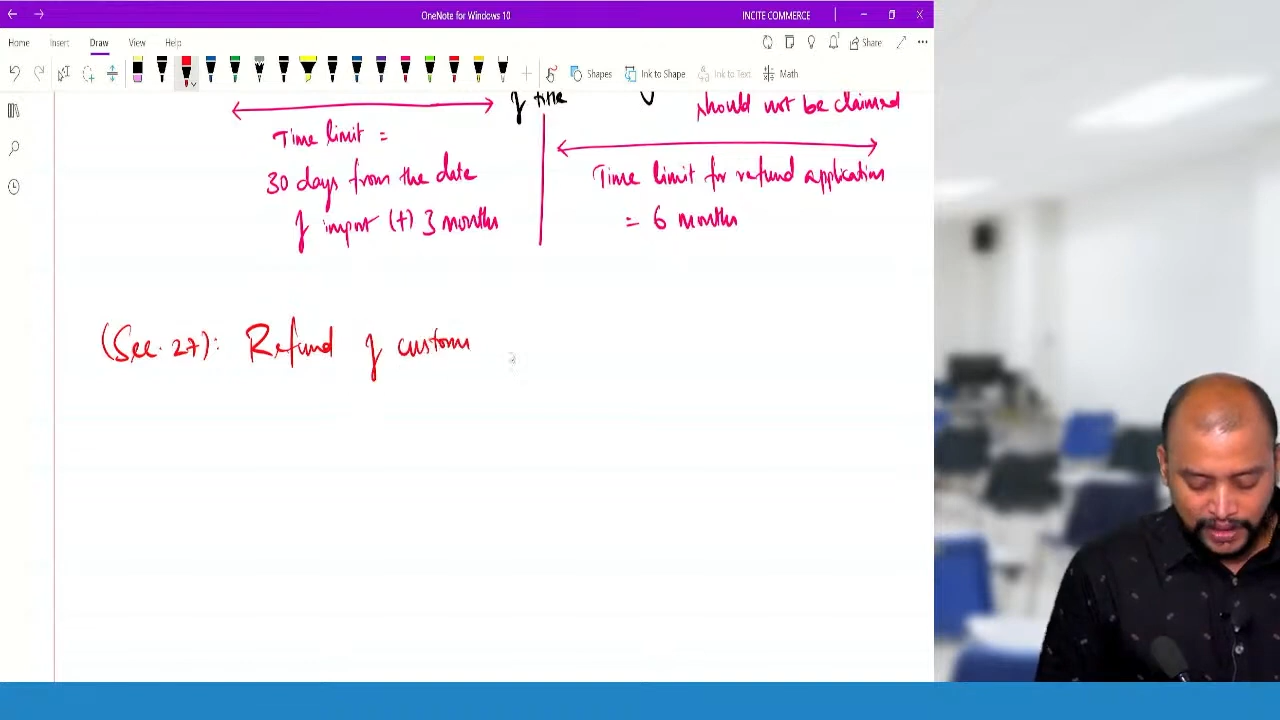 OneNote for Windows 10
INCITE COMMERCE
Home Insert Draw View Help
Share
Shapes Ink to Shape Ink to Text Math
of title
should not be claimed
Time limit =
30 days from the date
of import (+) 3 months
Time limit for refund application
= 6 months
(Sec. 27): Refund of custom